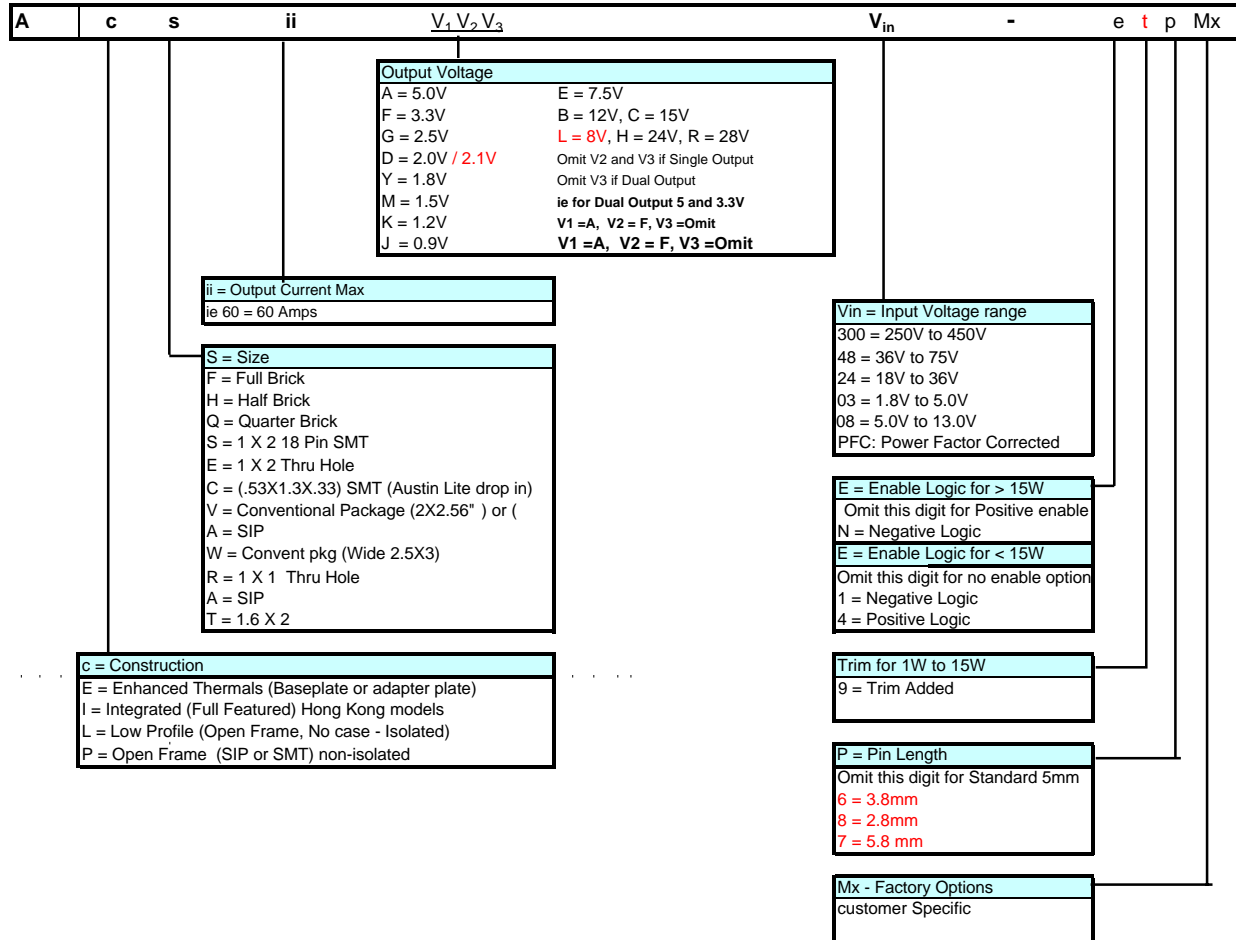 A c s ii V1 V2 V3 Vin - e t p Mx
Output Voltage
A = 5.0V E = 7.5V
F = 3.3V B = 12V, C = 15V
G = 2.5V L = 8V, H = 24V, R = 28V
D = 2.0V / 2.1V Omit V2 and V3 if Single Output
Y = 1.8V Omit V3 if Dual Output
M = 1.5V ie for Dual Output 5 and 3.3V
K = 1.2V V1 =A, V2 = F, V3 =Omit
J = 0.9V V1 =A, V2 = F, V3 =Omit
ii = Output Current Max
ie 60 = 60 Amps
S = Size
F = Full Brick
H = Half Brick
Q = Quarter Brick
S = 1 X 2 18 Pin SMT
E = 1 X 2 Thru Hole
C = (.53X1.3X.33) SMT (Austin Lite drop in)
V = Conventional Package (2X2.56" ) or (
A = SIP
W = Convent pkg (Wide 2.5X3)
R = 1 X 1 Thru Hole
A = SIP
T = 1.6 X 2
c = Construction
E = Enhanced Thermals (Baseplate or adapter plate)
I = Integrated (Full Featured) Hong Kong models
L = Low Profile (Open Frame, No case - Isolated)
P = Open Frame (SIP or SMT) non-isolated
Vin = Input Voltage range
300 = 250V to 450V
48 = 36V to 75V
24 = 18V to 36V
03 = 1.8V to 5.0V
08 = 5.0V to 13.0V
PFC: Power Factor Corrected
E = Enable Logic for > 15W
Omit this digit for Positive enable
N = Negative Logic
E = Enable Logic for < 15W
Omit this digit for no enable option
1 = Negative Logic
4 = Positive Logic
Trim for 1W to 15W
9 = Trim Added
P = Pin Length
Omit this digit for Standard 5mm
6 = 3.8mm
8 = 2.8mm
7 = 5.8 mm
Mx - Factory Options
customer Specific